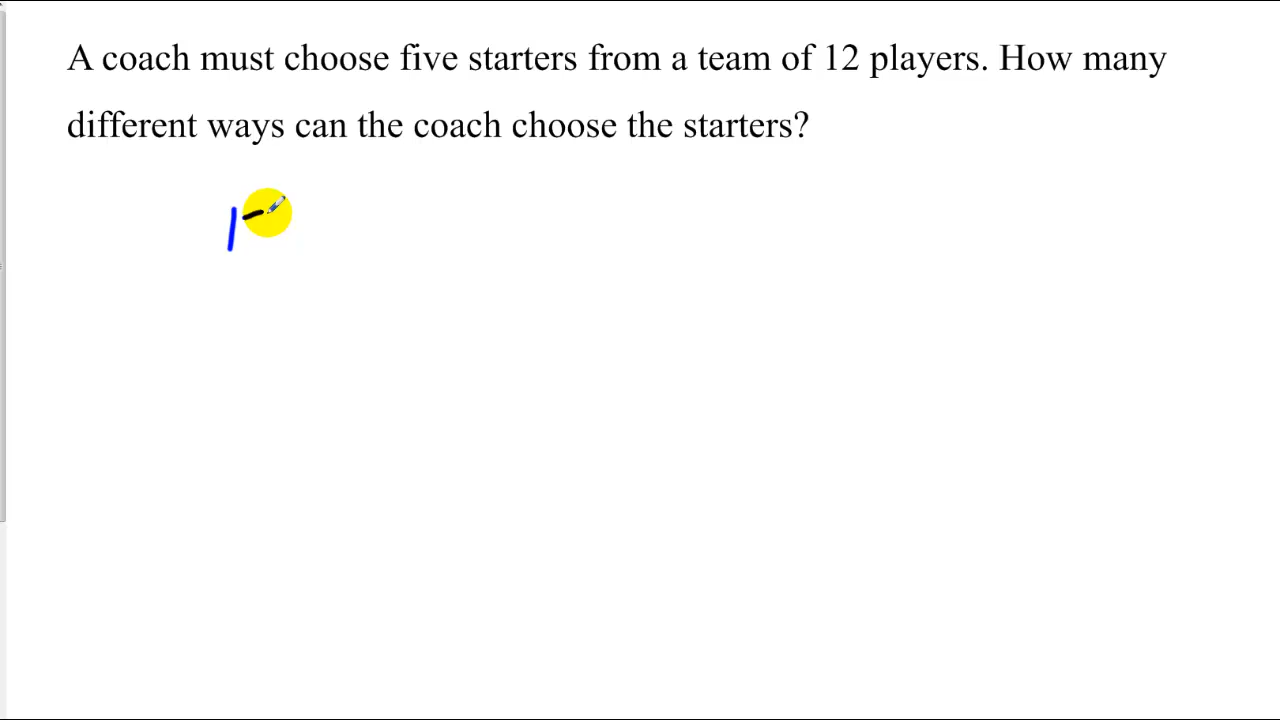 A coach must choose five starters from a team of 12 players. How many
different ways can the coach choose the starters?